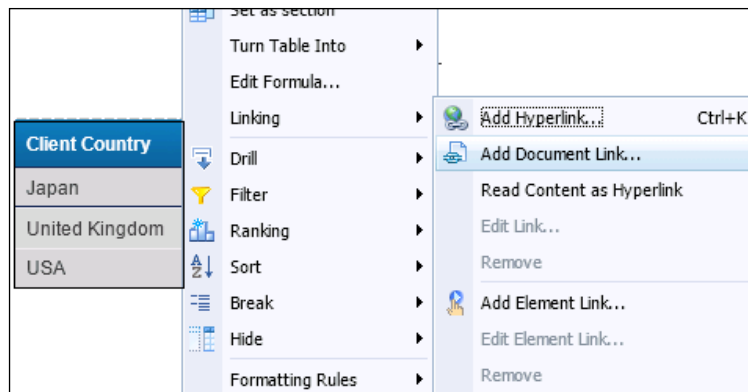 Set as section
Turn Table Into
Edit Formula...
Linking
Drill
Filter
Ranking
Sort
Break
Hide
Formatting Rules
Client Country
Japan
United Kingdom
USA
Add Hyperlink... Ctrl+K
Add Document Link...
Read Content as Hyperlink
Edit Link...
Remove
Add Element Link...
Edit Element Link...
Remove